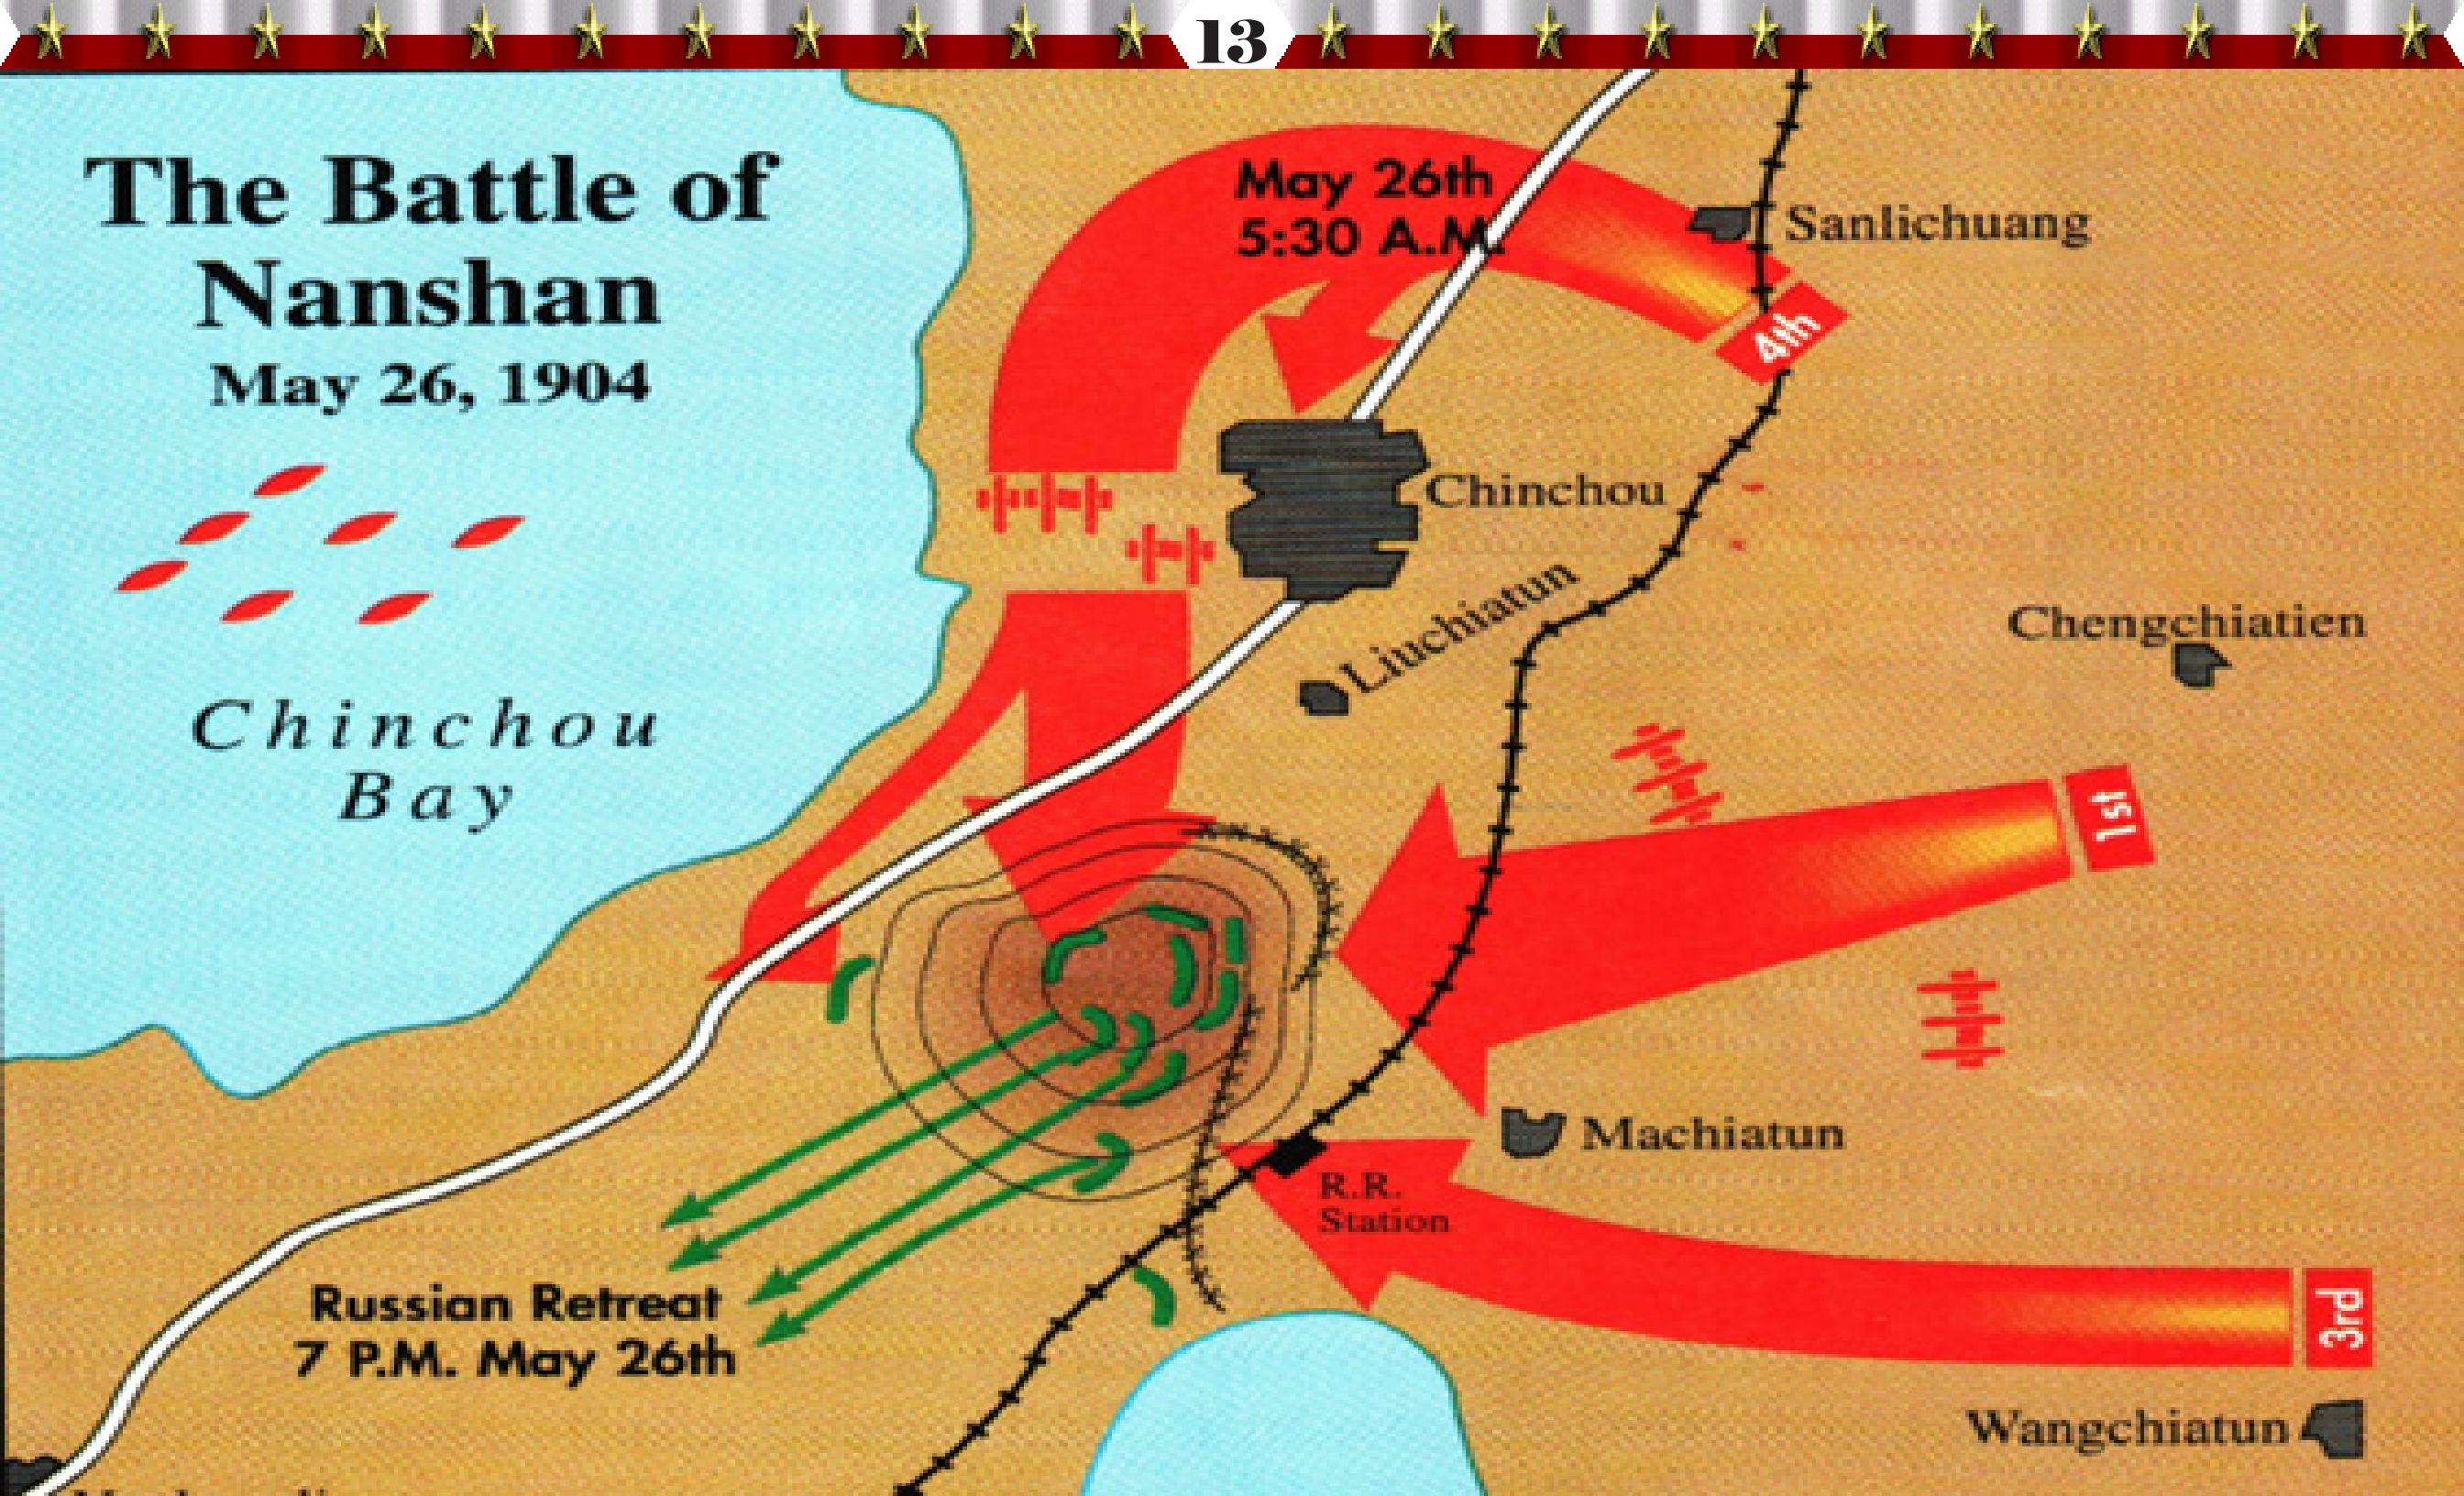 13
The Battle of
Nanshan
May 26, 1904
May 26th
5:30 A.M.
Sanlichuang
4th
Chinchou
Liuchiatun
Chengchiatien
Chinchou
Bay
1st
Machiatun
R.R.
Station
3rd
Russian Retreat
7 P.M. May 26th
Wangchiatun